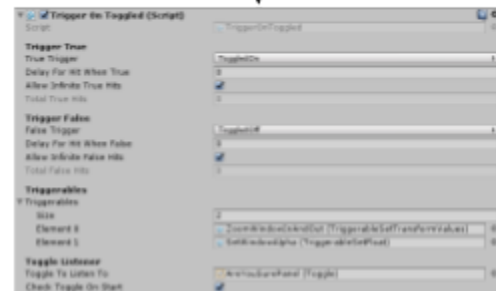 Trigger On Toggled (Script)
Script TriggerOnToggled
Trigger True
True Trigger ToggledOn
Delay For Hit When True 0
Allow Infinite True Hits
Total True Hits
Trigger False
False Trigger ToggledOff
Delay For Hit When False 0
Allow Infinite False Hits
Total False Hits
Triggerables
Triggerables
Size 2
Element 0 ZoomWindowInAndOut (TriggerableSetTransformValues)
Element 1 SetWindowAlpha (TriggerableSetFloat)
Toggle Listener
Toggle To Listen To AreYouSurePanel (Toggle)
Check Toggle On Start